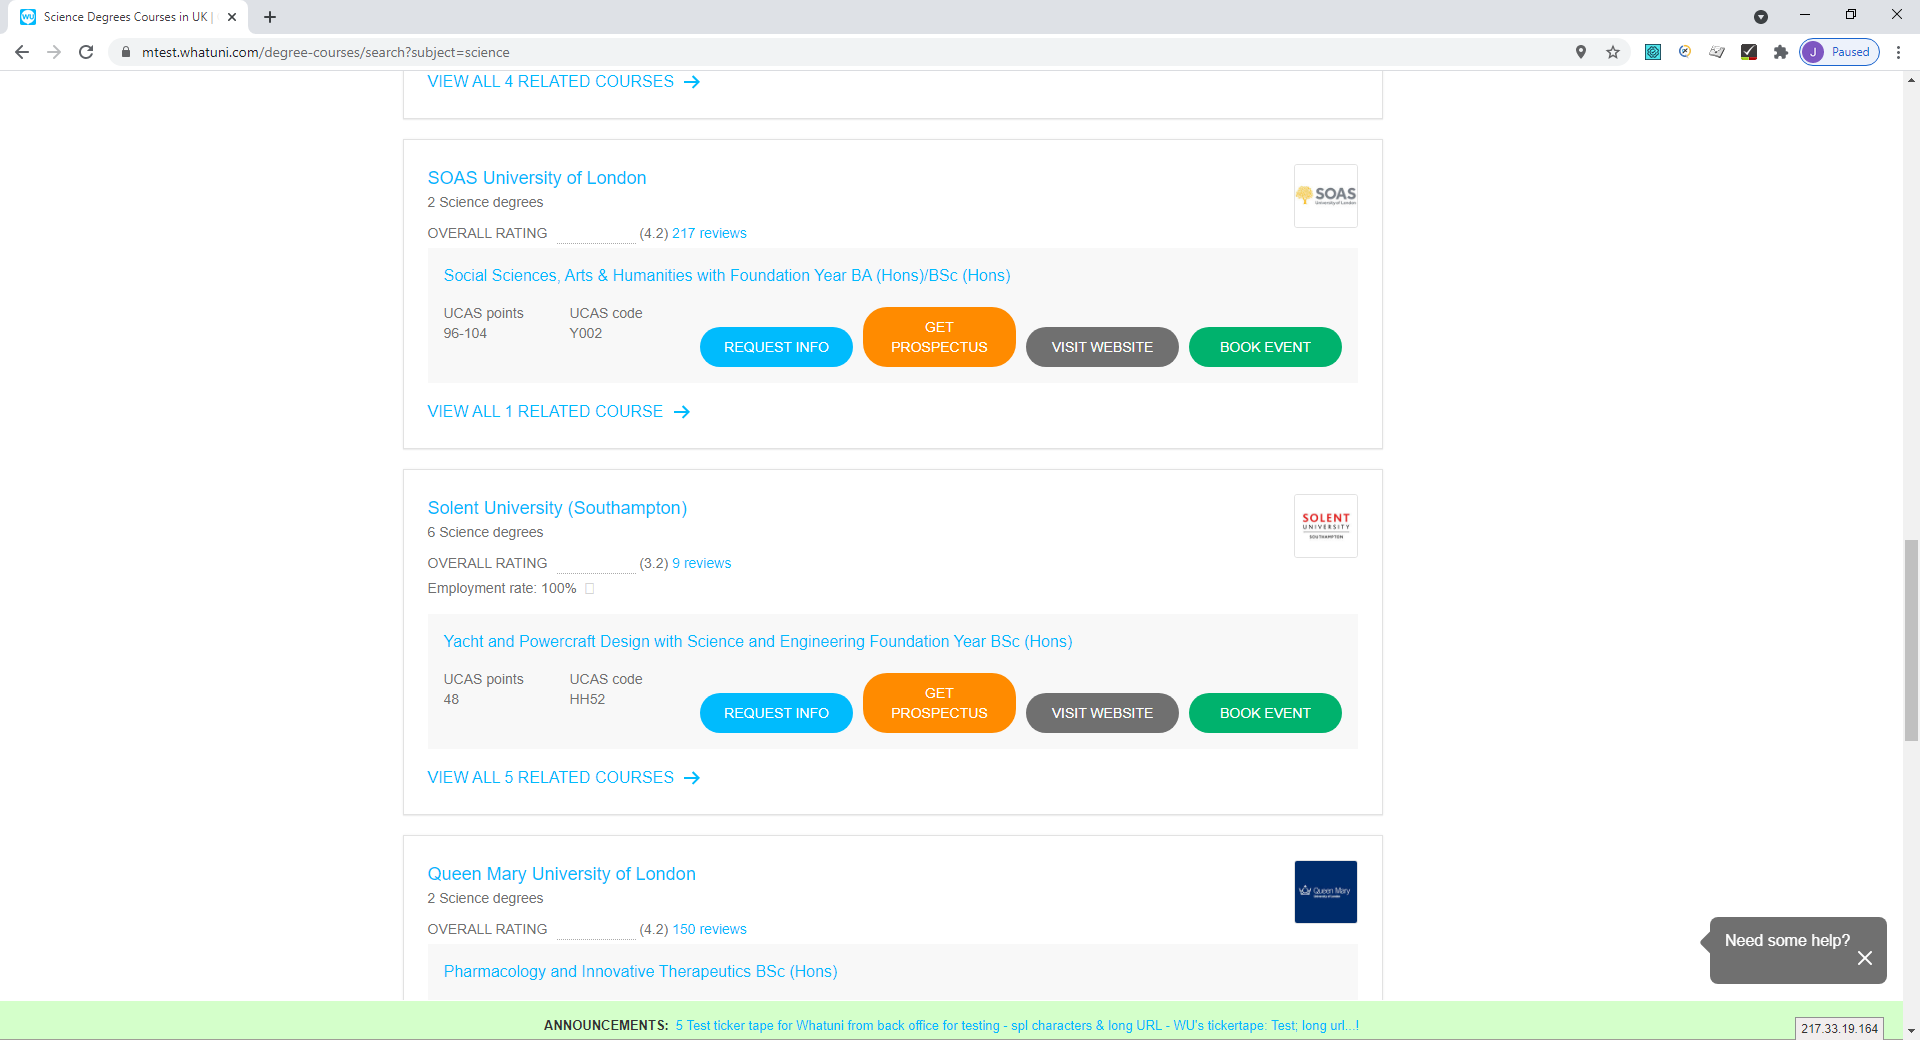 Science Degrees Courses in UK |
mtest.whatuni.com/degree-courses/search?subject=science
J Paused
VIEW ALL 4 RELATED COURSES
SOAS University of London
2 Science degrees
SOAS
University of London
OVERALL RATING (4.2) 217 reviews
Social Sciences, Arts & Humanities with Foundation Year BA (Hons)/BSc (Hons)
UCAS points
96-104
UCAS code
Y002
REQUEST INFO
GET
PROSPECTUS
VISIT WEBSITE
BOOK EVENT
VIEW ALL 1 RELATED COURSE
Solent University (Southampton)
6 Science degrees
SOLENT
UNIVERSITY
SOUTHAMPTON
OVERALL RATING (3.2) 9 reviews
Employment rate: 100%
Yacht and Powercraft Design with Science and Engineering Foundation Year BSc (Hons)
UCAS points
48
UCAS code
HH52
REQUEST INFO
GET
PROSPECTUS
VISIT WEBSITE
BOOK EVENT
VIEW ALL 5 RELATED COURSES
Queen Mary University of London
2 Science degrees
Queen Mary
University of London
OVERALL RATING (4.2) 150 reviews
Pharmacology and Innovative Therapeutics BSc (Hons)
Need some help?
ANNOUNCEMENTS: 5 Test ticker tape for Whatuni from back office for testing - spl characters & long URL - WU's tickertape: Test; long url...!
217.33.19.164